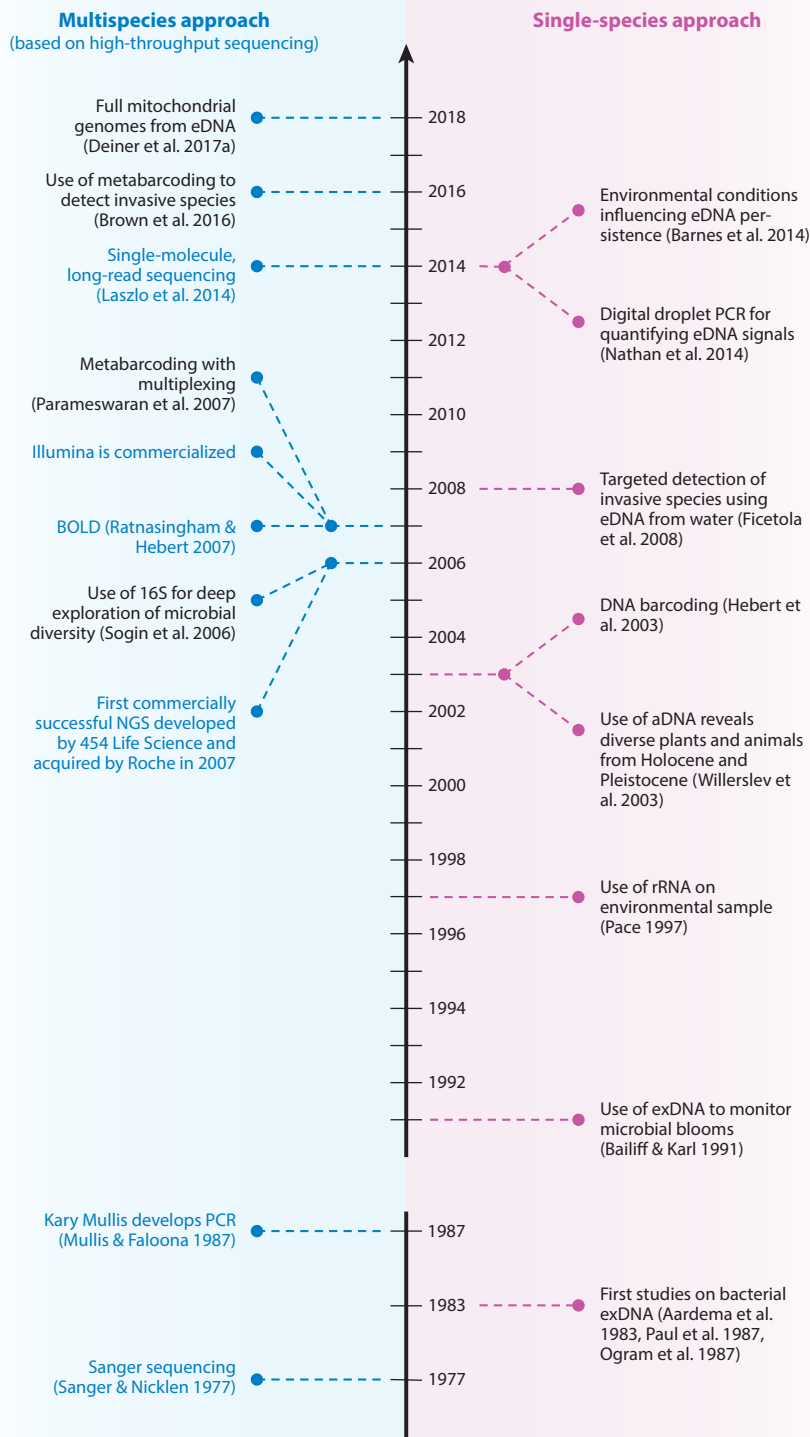 Multispecies approach
(based on high-throughput sequencing)
Single-species approach
Full mitochondrial
genomes from eDNA
(Deiner et al. 2017a)
2018
Use of metabarcoding to
detect invasive species
(Brown et al. 2016)
2016
Environmental conditions
influencing eDNA per-
sistence (Barnes et al. 2014)
Single-molecule,
long-read sequencing
(Laszlo et al. 2014)
2014
Digital droplet PCR for
quantifying eDNA signals
(Nathan et al. 2014)
2012
Metabarcoding with
multiplexing
(Parameswaran et al. 2007)
2010
Illumina is commercialized
2008
Targeted detection of
invasive species using
eDNA from water (Ficetola
et al. 2008)
BOLD (Ratnasingham &
Hebert 2007)
2006
Use of 16S for deep
exploration of microbial
diversity (Sogin et al. 2006)
DNA barcoding (Hebert et
al. 2003)
2004
First commercially
successful NGS developed
by 454 Life Science and
acquired by Roche in 2007
2002
Use of aDNA reveals
diverse plants and animals
from Holocene and
Pleistocene (Willerslev et
al. 2003)
2000
1998
Use of rRNA on
environmental sample
(Pace 1997)
1996
1994
1992
Use of exDNA to monitor
microbial blooms
(Bailiff & Karl 1991)
Kary Mullis develops PCR
(Mullis & Faloona 1987)
1987
1983
First studies on bacterial
exDNA (Aardema et al.
1983, Paul et al. 1987,
Ogram et al. 1987)
Sanger sequencing
(Sanger & Nicklen 1977)
1977